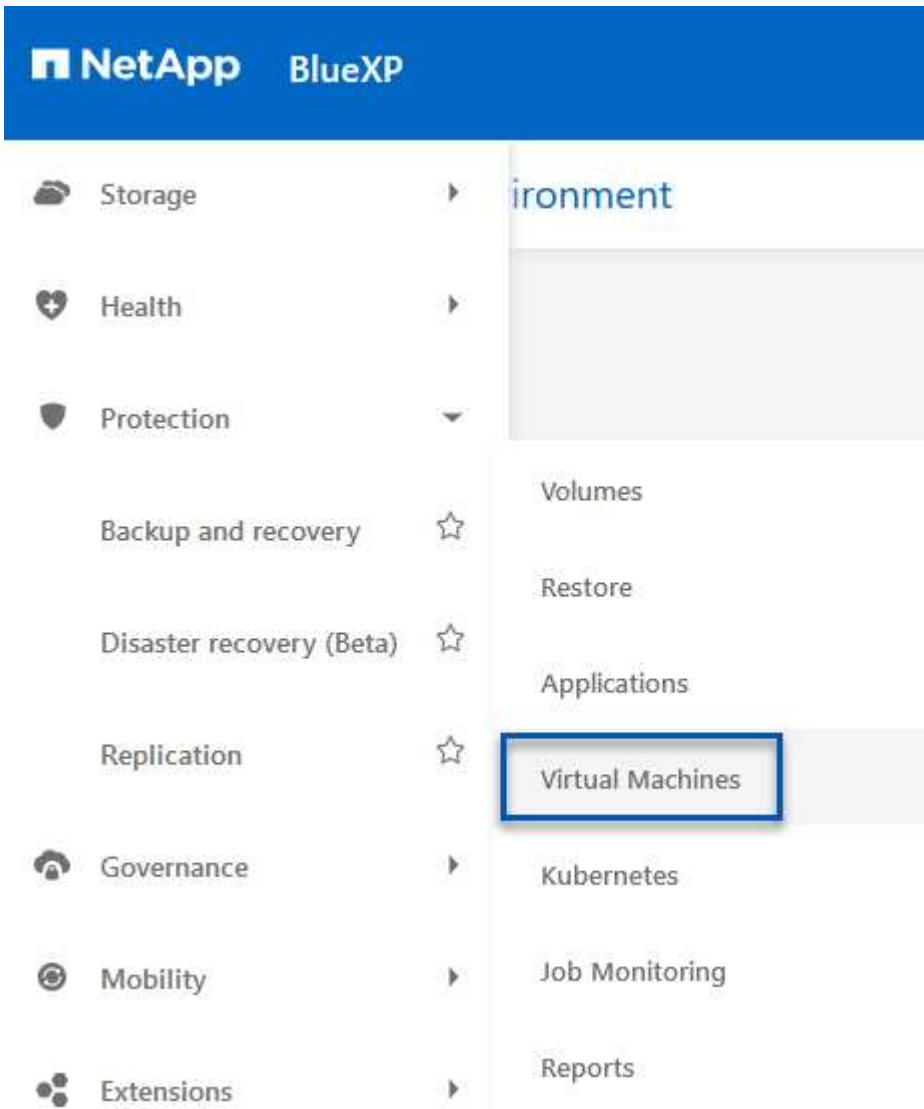 NetApp BlueXP
ironment
Storage
Health
Protection
Backup and recovery
Disaster recovery (Beta)
Replication
Governance
Mobility
Extensions
Volumes
Restore
Applications
Virtual Machines
Kubernetes
Job Monitoring
Reports